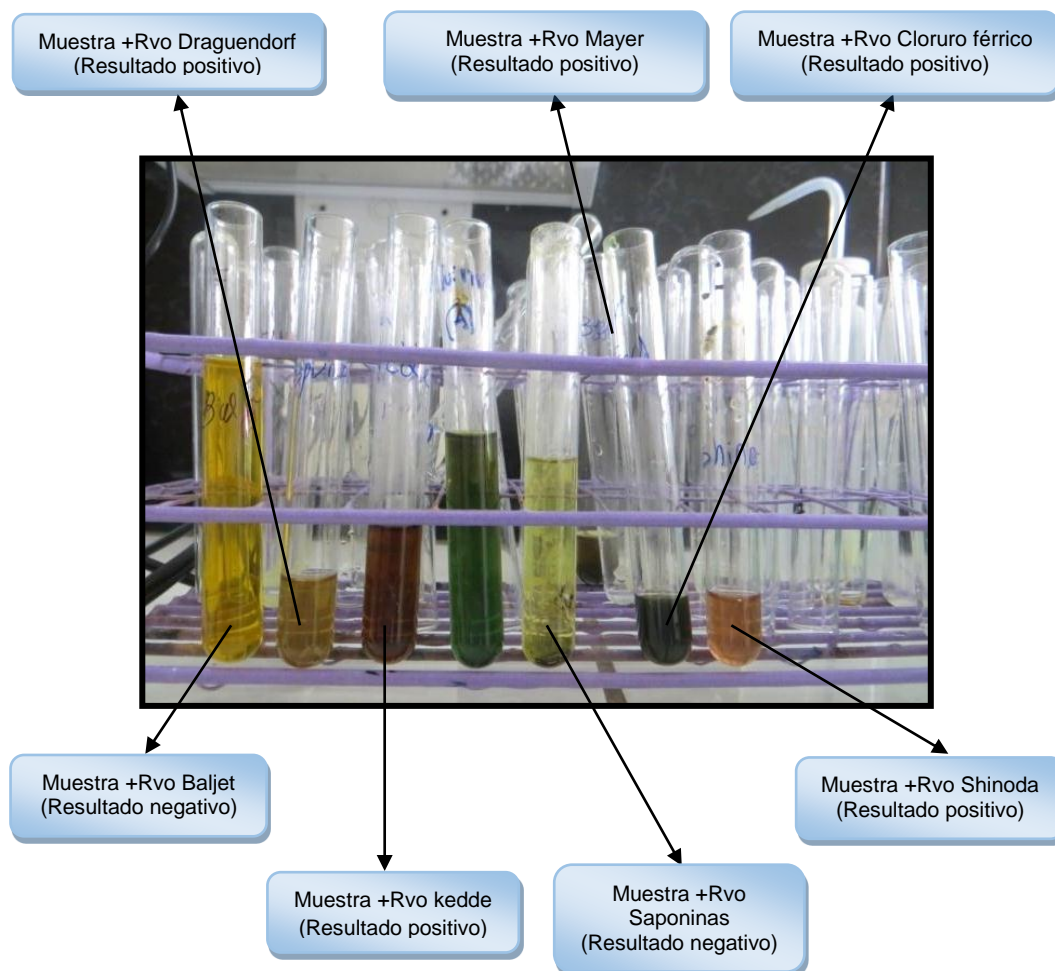 Muestra +Rvo Draguendorf
(Resultado positivo)
Muestra +Rvo Mayer
(Resultado positivo)
Muestra +Rvo Cloruro férrico
(Resultado positivo)
Muestra +Rvo Baljet
(Resultado negativo)
Muestra +Rvo kedde
(Resultado positivo)
Muestra +Rvo
Saponinas
(Resultado negativo)
Muestra +Rvo Shinoda
(Resultado positivo)